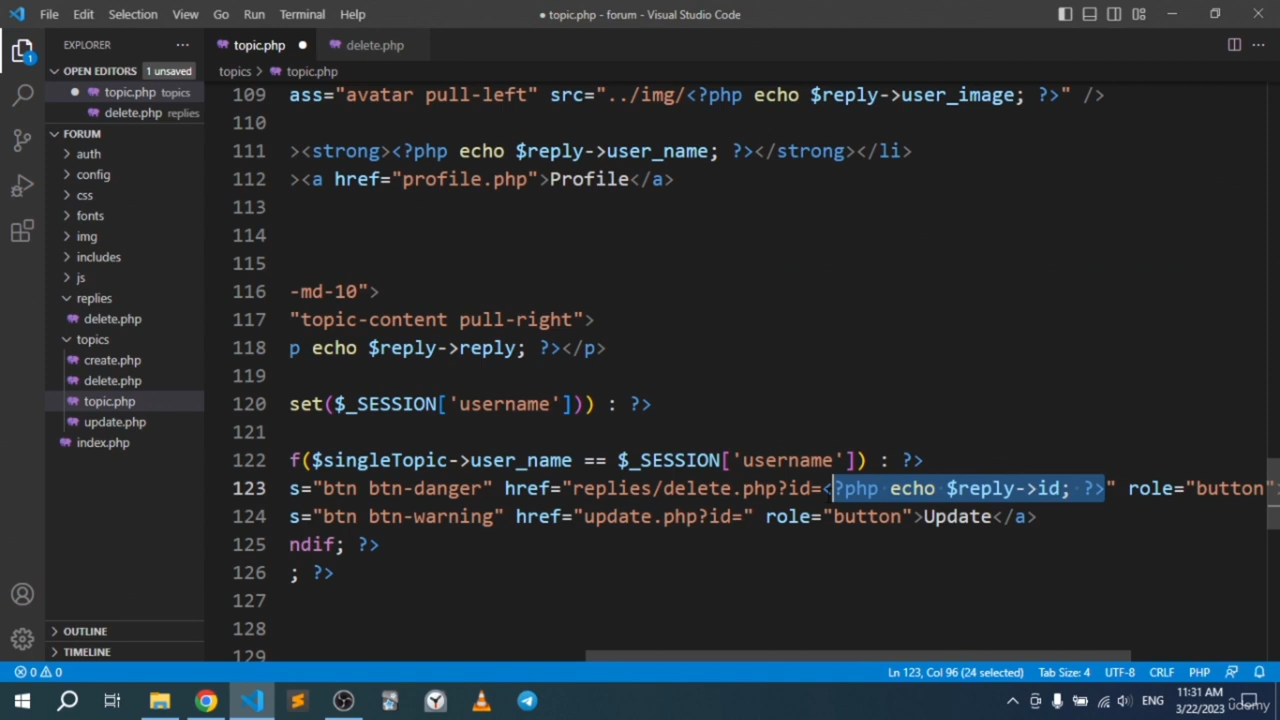 File Edit Selection View Go Run Terminal Help
● topic.php - forum - Visual Studio Code
EXPLORER
topic.php
delete.php
OPEN EDITORS 1 unsaved
topics > topic.php
topic.php topics
delete.php replies
FORUM
auth
config
css
fonts
img
includes
js
replies
delete.php
topics
create.php
delete.php
topic.php
update.php
index.php
OUTLINE
TIMELINE
109 ass="avatar pull-left" src="../img/<?php echo $reply->user_image; ?>" />
110
111 ><strong><?php echo $reply->user_name; ?></strong></li>
112 ><a href="profile.php">Profile</a>
113
114
115
116 -md-10">
117 "topic-content pull-right">
118 p echo $reply->reply; ?></p>
119
120 set($_SESSION['username'])) : ?>
121
122 f($singleTopic->user_name == $_SESSION['username']) : ?>
123 s="btn btn-danger" href="replies/delete.php?id=<?php echo $reply->id; ?>" role="button">
124 s="btn btn-warning" href="update.php?id=" role="button">Update</a>
125 ndif; ?>
126 ; ?>
127
128
129
0 0
Ln 123, Col 96 (24 selected) Tab Size: 4 UTF-8 CRLF PHP
ENG
11:31 AM
3/22/2023
udemy